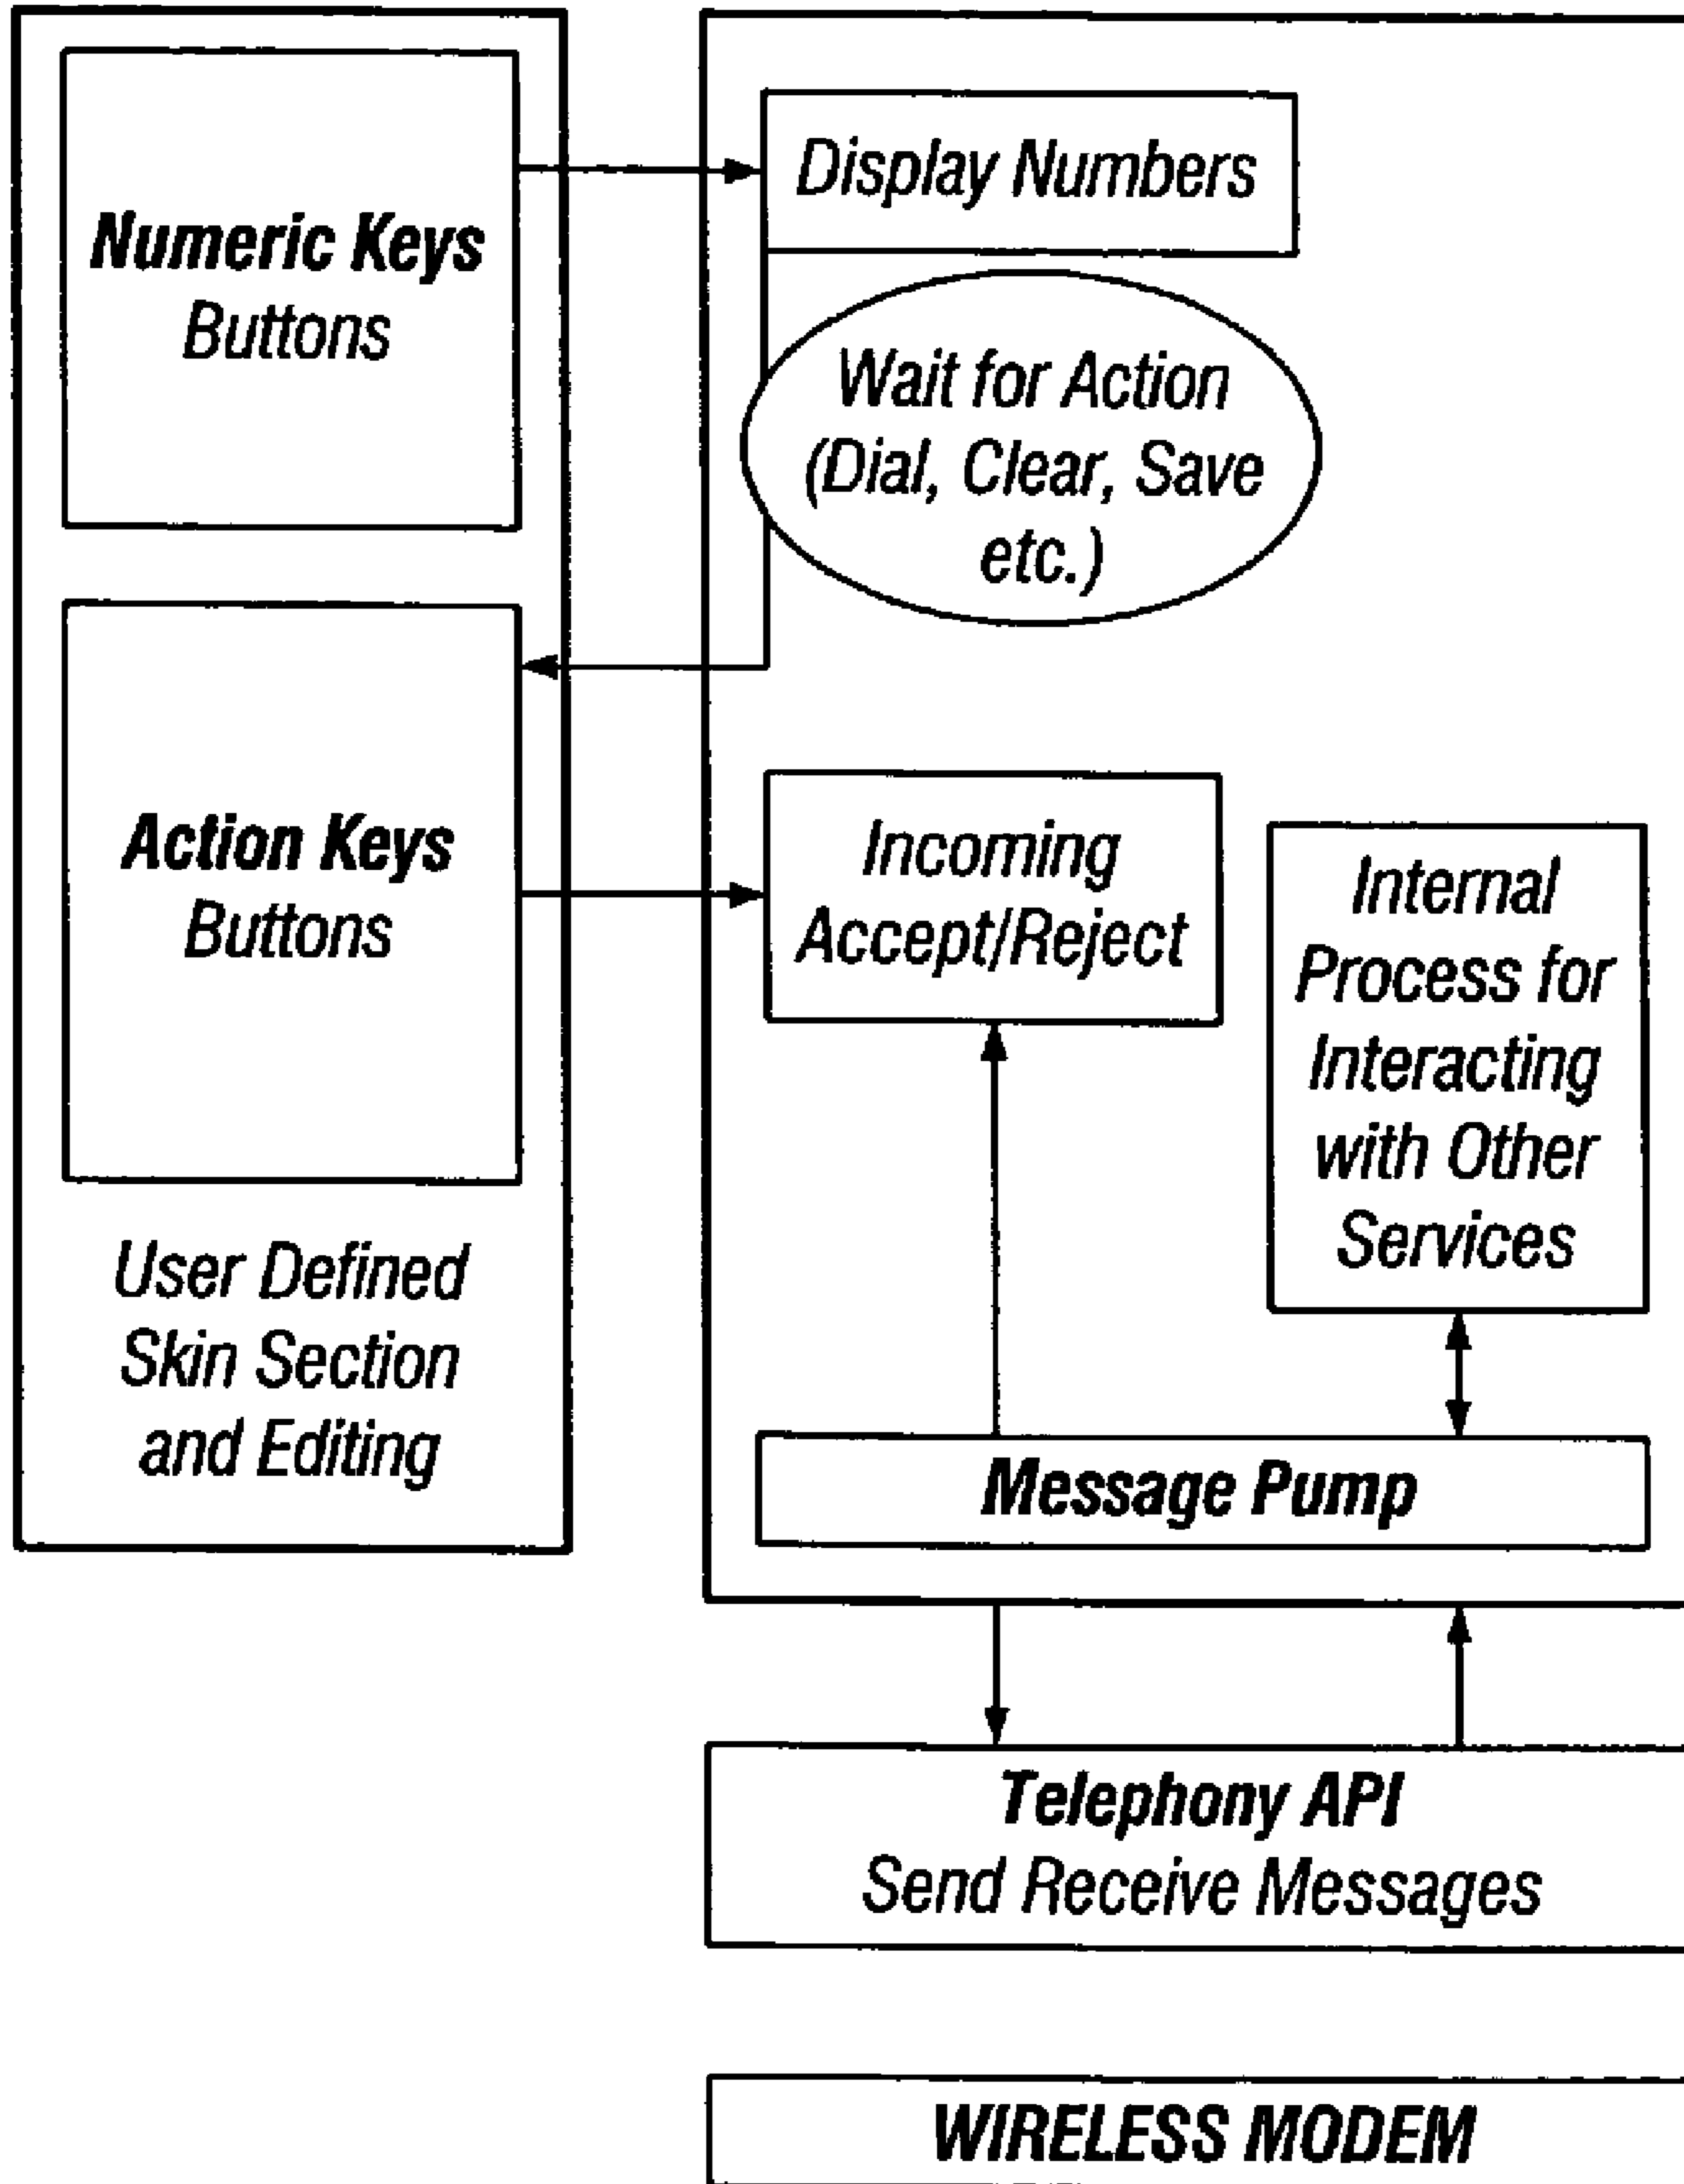 Numeric Keys
Buttons
Display Numbers
Wait for Action
(Dial, Clear, Save
etc.)
Action Keys
Buttons
Incoming
Accept/Reject
Internal
Process for
Interacting
with Other
Services
User Defined
Skin Section
and Editing
Message Pump
Telephony API
Send Receive Messages
WIRELESS MODEM